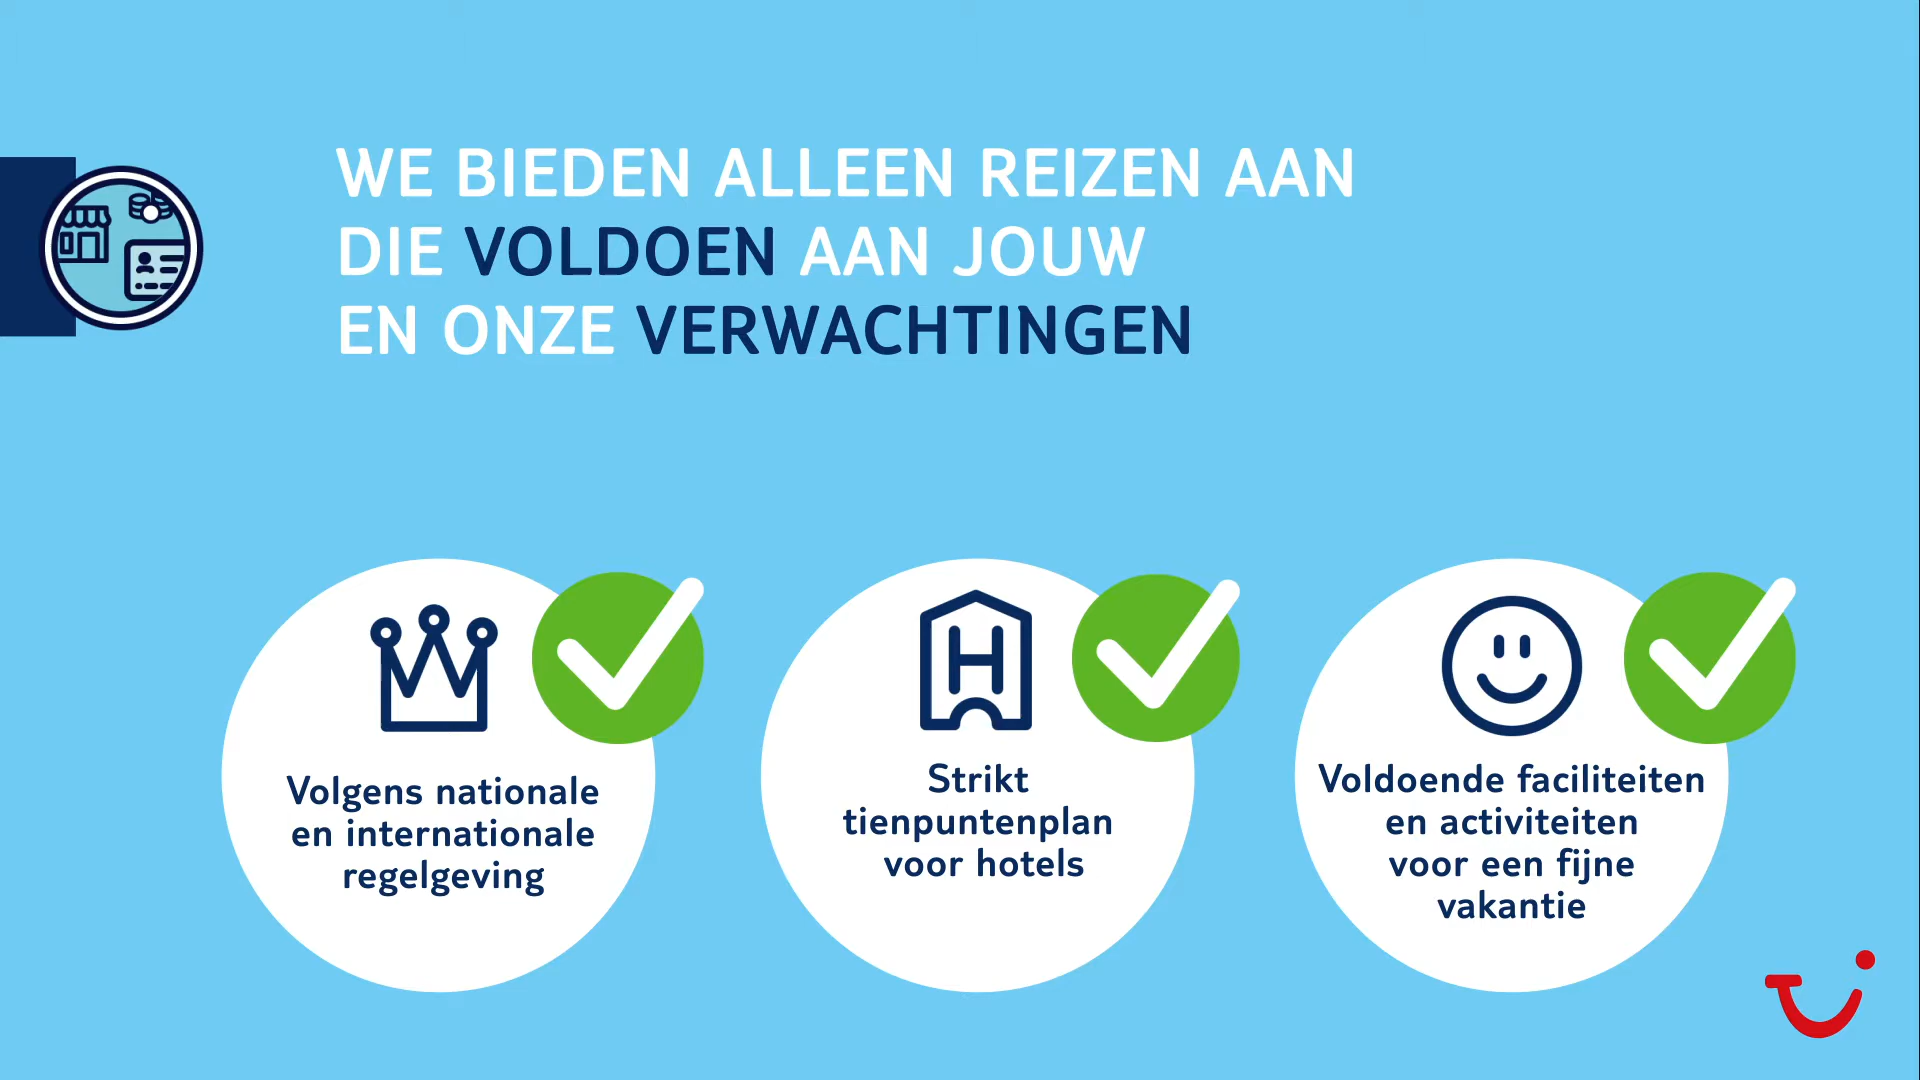 WE BIEDEN ALLEEN REIZEN AAN
DIE VOLDOEN AAN JOUW
EN ONZE VERWACHTINGEN
Volgens nationale
en internationale
regelgeving
H
Strikt
tienpuntenplan
voor hotels
Voldoende faciliteiten
en activiteiten
voor een fijne
vakantie